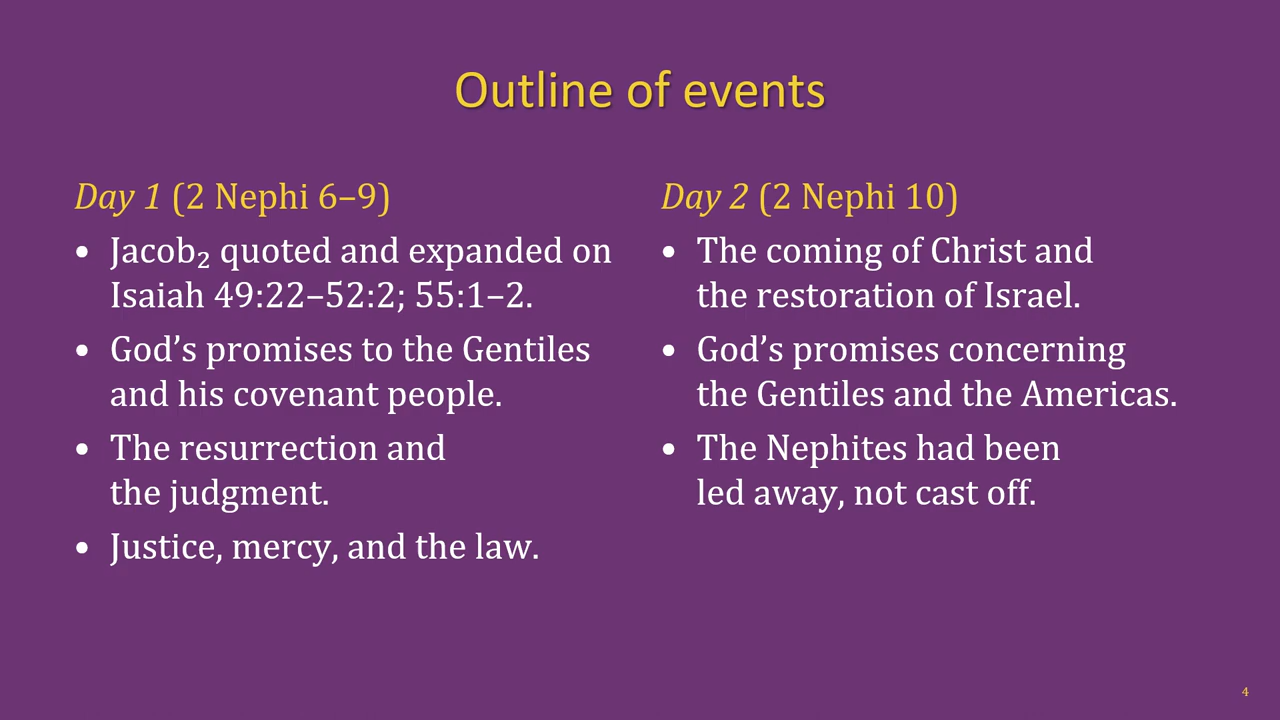 Outline of events
Day 1 (2 Nephi 6–9)
• Jacob₂ quoted and expanded on
Isaiah 49:22–52:2; 55:1–2.
• God’s promises to the Gentiles
and his covenant people.
• The resurrection and
the judgment.
• Justice, mercy, and the law.
Day 2 (2 Nephi 10)
• The coming of Christ and
the restoration of Israel.
• God’s promises concerning
the Gentiles and the Americas.
• The Nephites had been
led away, not cast off.
4